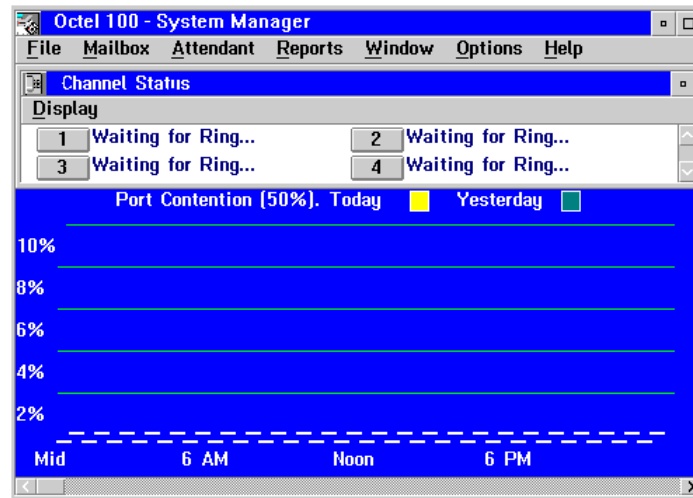 Octel 100 - System Manager
File Mailbox Attendant Reports Window Options Help
Channel Status
Display
1 Waiting for Ring... 2 Waiting for Ring...
3 Waiting for Ring... 4 Waiting for Ring...
Port Contention (50%). Today Yesterday
10%
8%
6%
4%
2%
Mid 6 AM Noon 6 PM